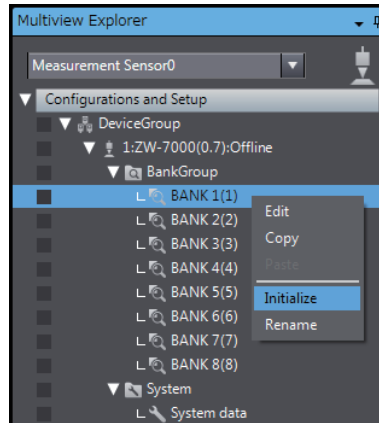 Multiview Explorer
Measurement Sensor0
Configurations and Setup
DeviceGroup
1:ZW-7000(0.7):Offline
BankGroup
BANK 1(1)
BANK 2(2)
BANK 3(3)
BANK 4(4)
BANK 5(5)
BANK 6(6)
BANK 7(7)
BANK 8(8)
System
System data
Edit
Copy
Paste
Initialize
Rename